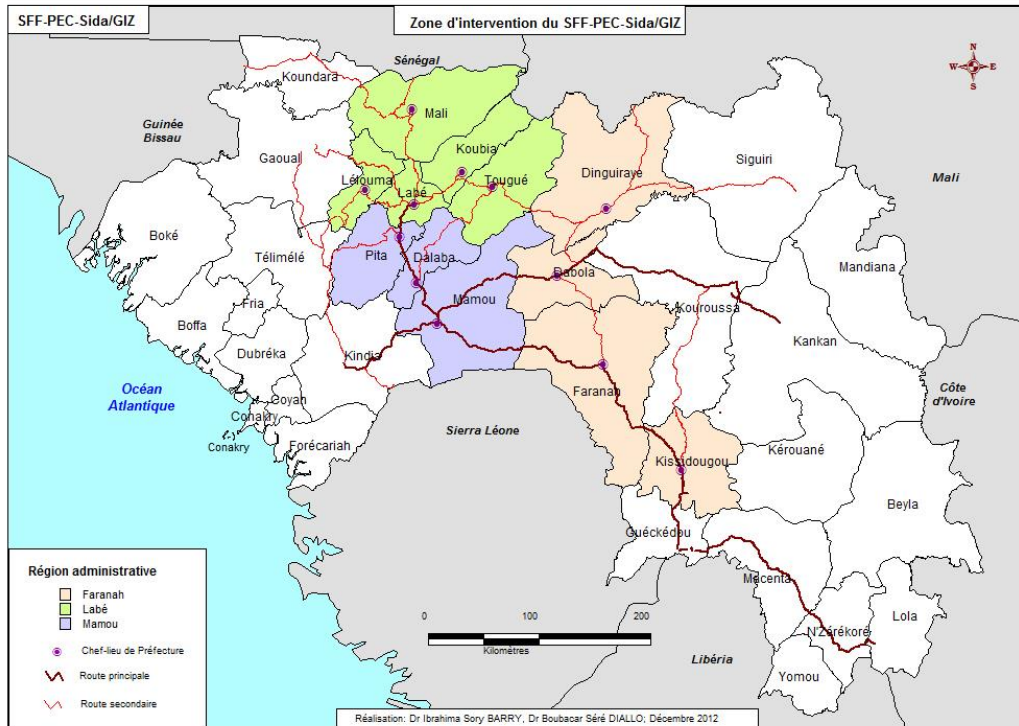 SFF-PEC-Sida/GIZ
Zone d'intervention du SFF-PEC-Sida/GIZ
N
W E
S
Sénégal
Koundara
Mali
Guinée
Bissau
Koubia
Gaoual
Siguiri
Lélouma
Tougué
Dinguiraye
Mali
Labé
Boké
Pita
Dalaba
Télimélé
Mandiana
Dabola
Fria
Mamou
Kouroussa
Boffa
Kankan
Dubréka
Kindia
Océan
Atlantique
Faranah
Côte
d'Ivoire
Coyah
Conakry
Sierra Léone
Conakry
Forécariah
Kissidougou
Kérouané
Beyla
Guéckédou
Macenta
N'Zérékoré
Lola
Libéria
Yomou
Région administrative
Faranah
Labé
Mamou
Chef-lieu de Préfecture
Route principale
Route secondaire
0 100 200
Kilomètres
Réalisation: Dr Ibrahima Sory BARRY, Dr Boubacar Séré DIALLO; Décembre 2012